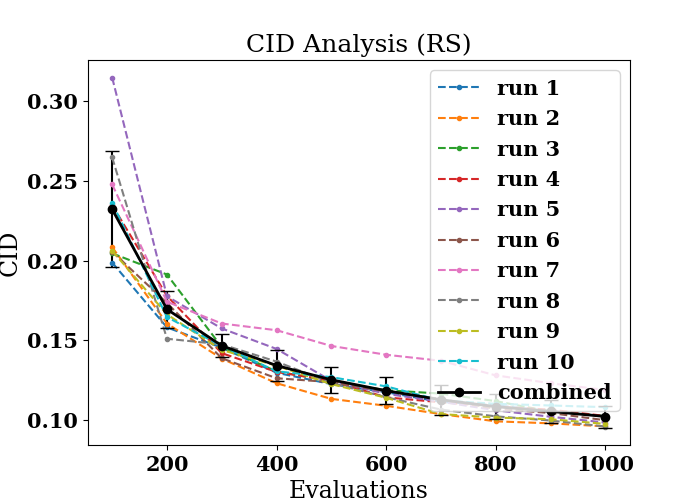 CID Analysis (RS)
CID
0.30
0.25
0.20
0.15
0.10
200
400
600
800
1000
Evaluations
run 1
run 2
run 3
run 4
run 5
run 6
run 7
run 8
run 9
run 10
combined